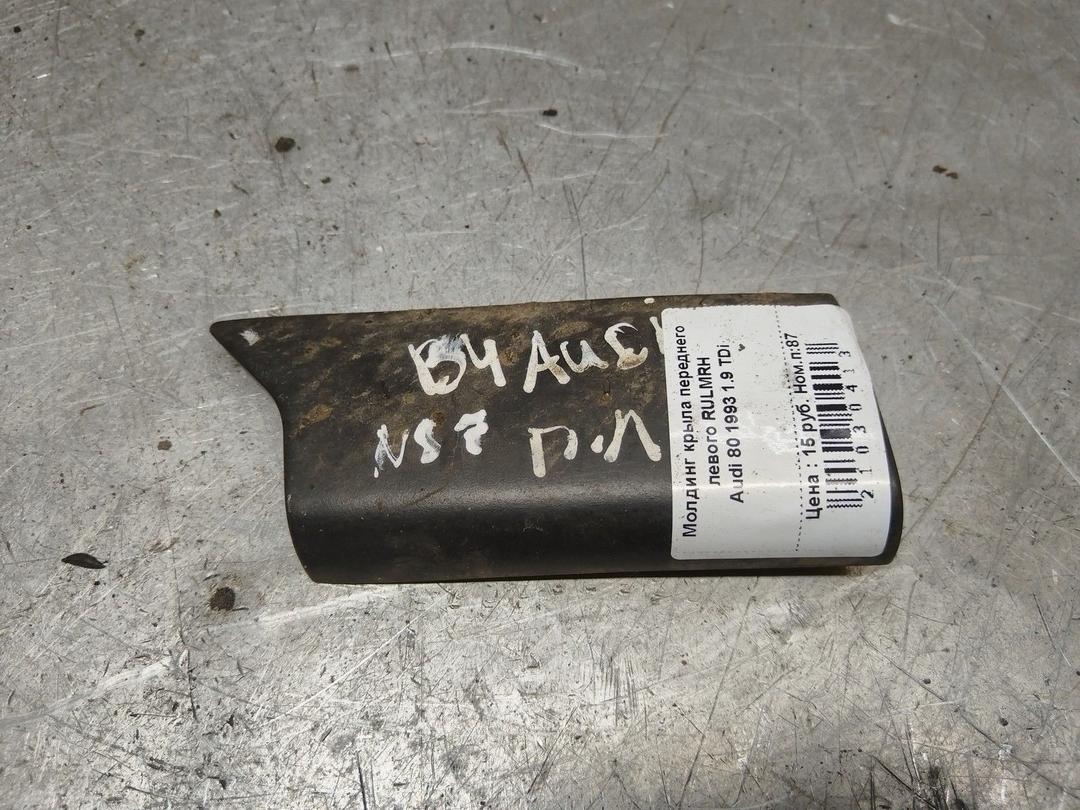 B4 Audi
N87 П.Л
Молдинг крыла переднего
левого RULMRH
Audi 80 1993 1.9 TDi
Цена : 15 руб. Ном.п:87
21030413